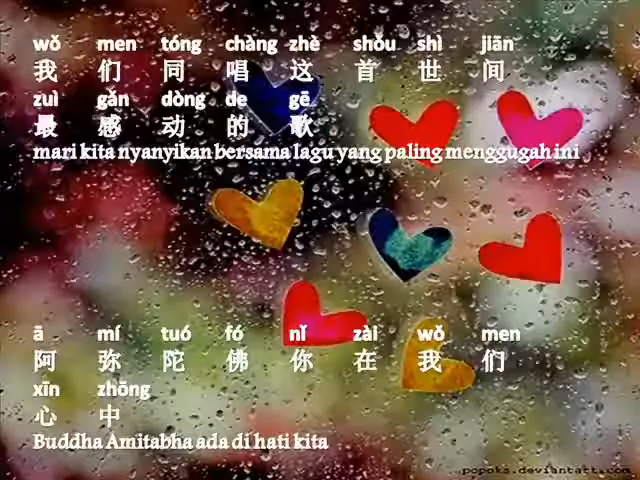 wǒ men tóng chàng zhè shǒu shì jiān
我 们 同 唱 这 首 世 间
zuì gǎn dòng de gē
最 感 动 的 歌
mari kita nyanyikan bersama lagu yang paling menggugah ini
ā mí tuó fó nǐ zài wǒ men
阿 弥 陀 佛 你 在 我 们
xīn zhōng
心 中
Buddha Amitabha ada di hati kita
popoks.deviantart.com